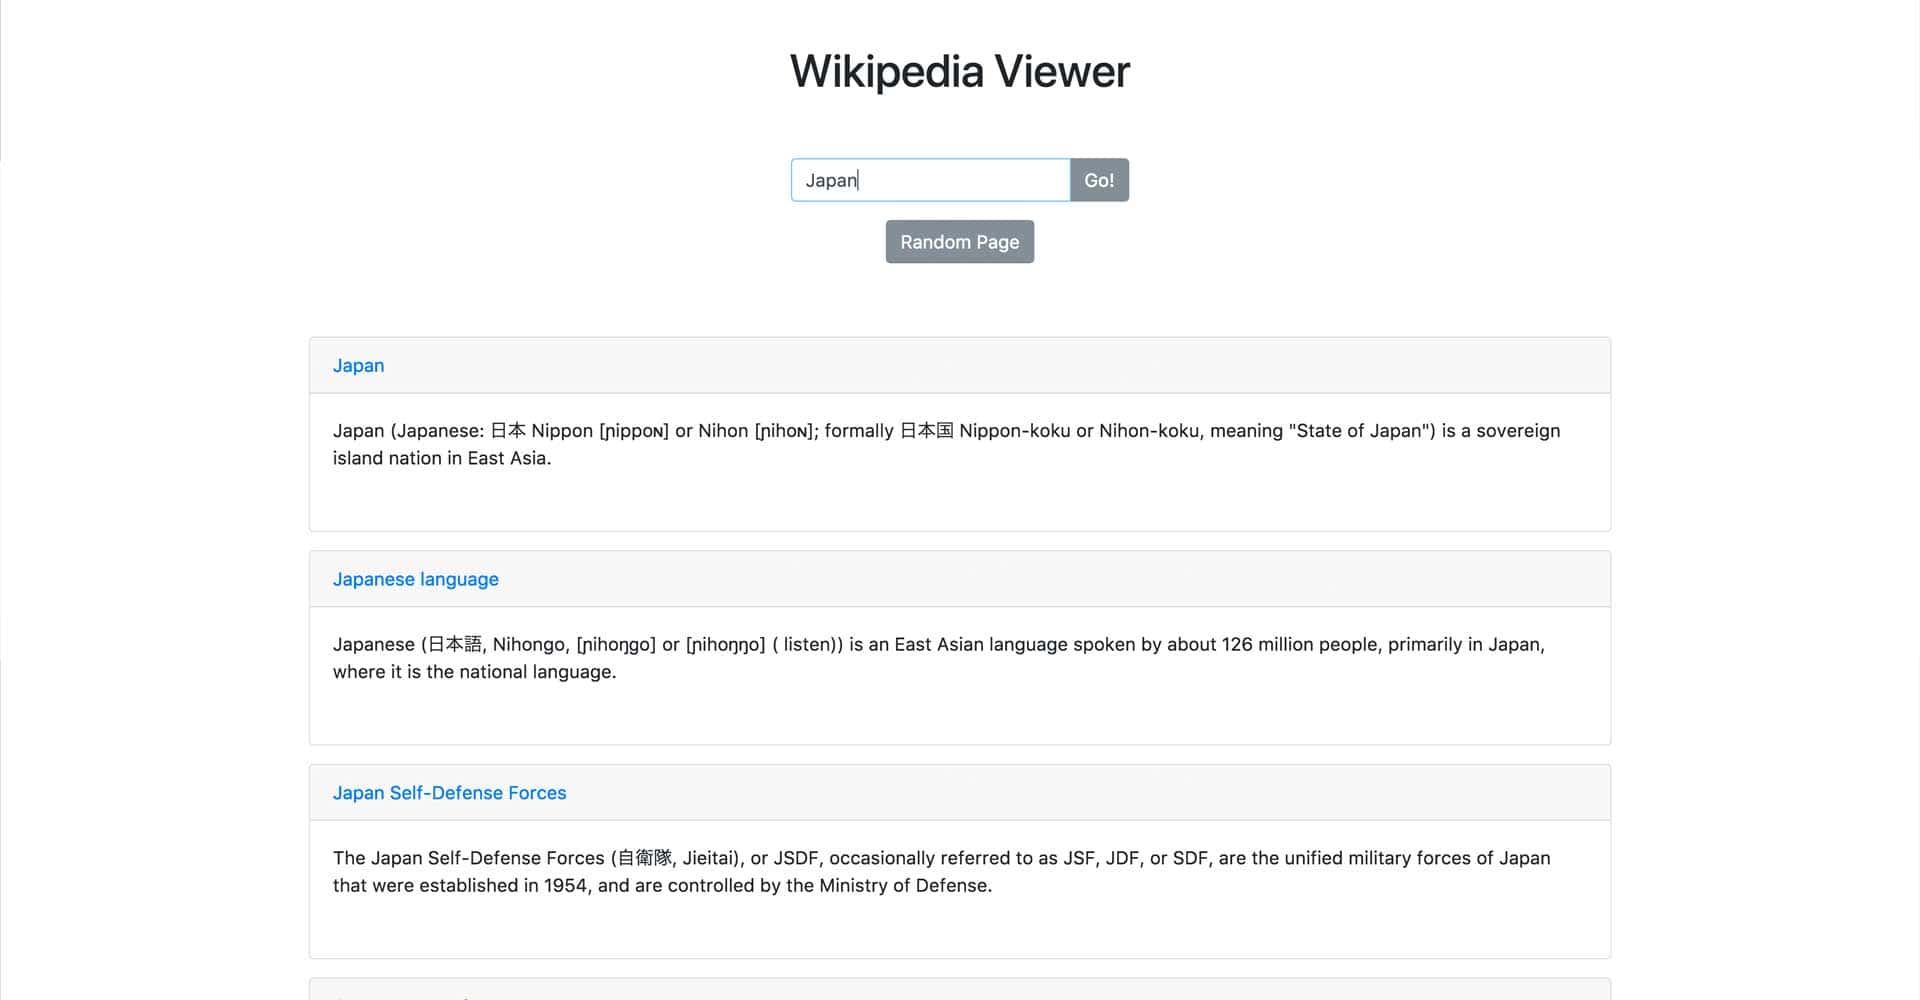 Wikipedia Viewer
Japan
Go!
Random Page
Japan
Japan (Japanese: 日本 Nippon [ɲippoɴ] or Nihon [ɲihoɴ]; formally 日本国 Nippon-koku or Nihon-koku, meaning "State of Japan") is a sovereign
island nation in East Asia.
Japanese language
Japanese (日本語, Nihongo, [ɲihoŋgo] or [ɲihoŋŋo] ( listen)) is an East Asian language spoken by about 126 million people, primarily in Japan,
where it is the national language.
Japan Self-Defense Forces
The Japan Self-Defense Forces (自衛隊, Jieitai), or JSDF, occasionally referred to as JSF, JDF, or SDF, are the unified military forces of Japan
that were established in 1954, and are controlled by the Ministry of Defense.